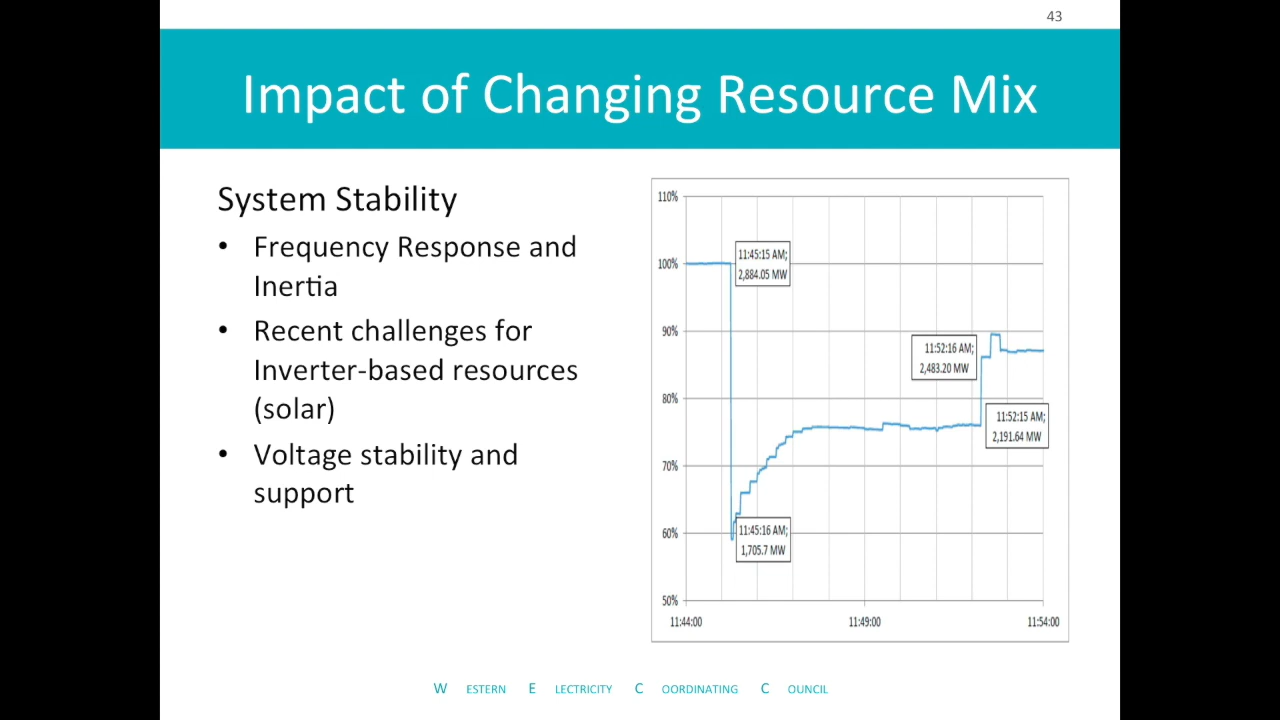 43
Impact of Changing Resource Mix
System Stability
• Frequency Response and
Inertia
• Recent challenges for
Inverter-based resources
(solar)
• Voltage stability and
support
110%
100%
90%
80%
70%
60%
50%
11:45:15 AM;
2,884.05 MW
11:52:16 AM;
2,483.20 MW
11:52:15 AM;
2,191.64 MW
11:45:16 AM;
1,705.7 MW
11:44:00 11:49:00 11:54:00
W ESTERN E LECTRICITY C OORDINATING C OUNCIL